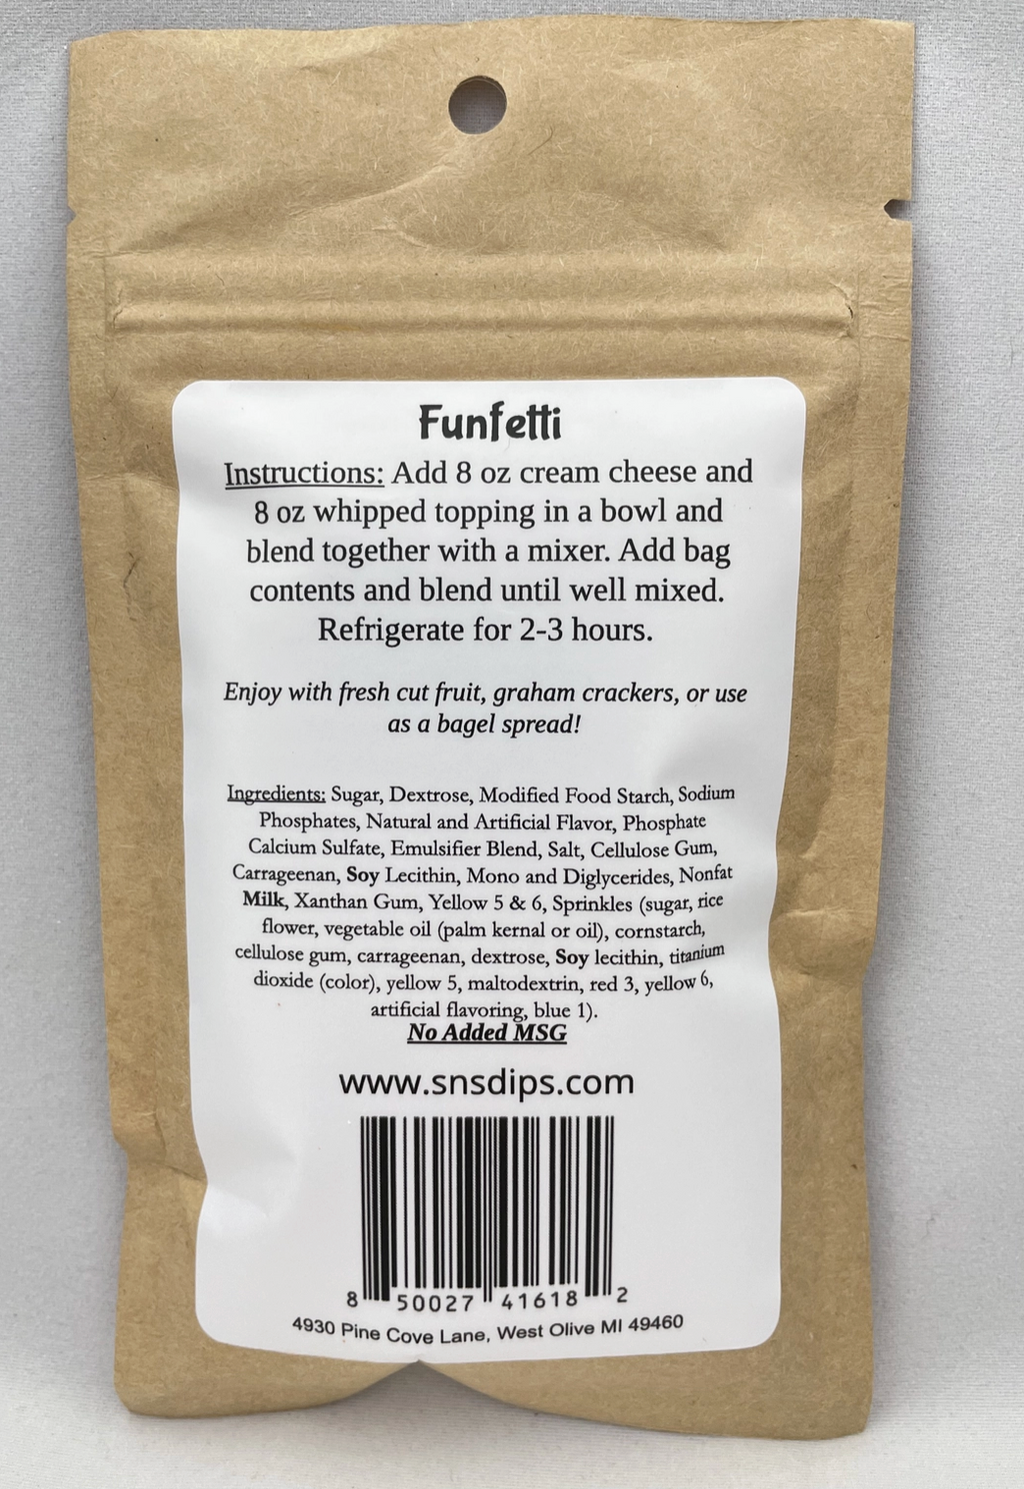 Funfetti
Instructions: Add 8 oz cream cheese and
8 oz whipped topping in a bowl and
blend together with a mixer. Add bag
contents and blend until well mixed.
Refrigerate for 2-3 hours.
Enjoy with fresh cut fruit, graham crackers, or use
as a bagel spread!
Ingredients: Sugar, Dextrose, Modified Food Starch, Sodium
Phosphates, Natural and Artificial Flavor, Phosphate
Calcium Sulfate, Emulsifier Blend, Salt, Cellulose Gum,
Carrageenan, Soy Lecithin, Mono and Diglycerides, Nonfat
Milk, Xanthan Gum, Yellow 5 & 6, Sprinkles (sugar, rice
flower, vegetable oil (palm kernal or oil), cornstarch,
cellulose gum, carrageenan, dextrose, Soy lecithin, titanium
dioxide (color), yellow 5, maltodextrin, red 3, yellow 6,
artificial flavoring, blue 1).
No Added MSG
www.snsdips.com
8 50027 41618 2
4930 Pine Cove Lane, West Olive MI 49460